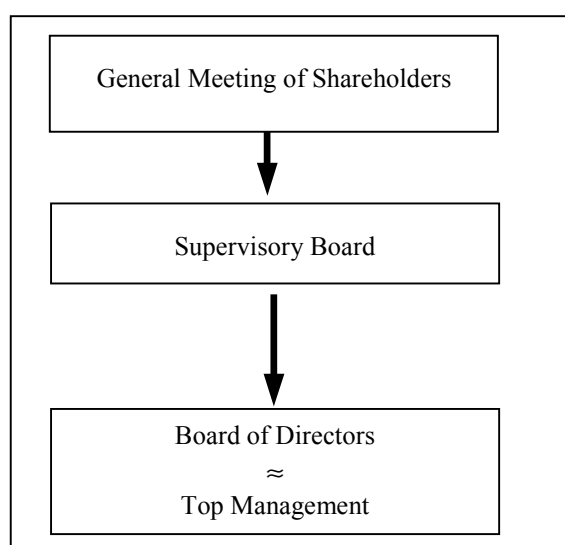 General Meeting of Shareholders
Supervisory Board
Board of Directors
≈
Top Management